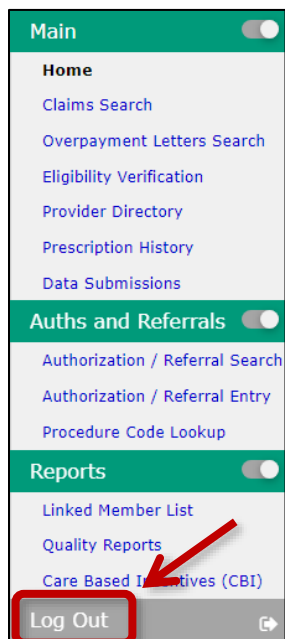 Main
Home
Claims Search
Overpayment Letters Search
Eligibility Verification
Provider Directory
Prescription History
Data Submissions
Auths and Referrals
Authorization / Referral Search
Authorization / Referral Entry
Procedure Code Lookup
Reports
Linked Member List
Quality Reports
Care Based Incentives (CBI)
Log Out